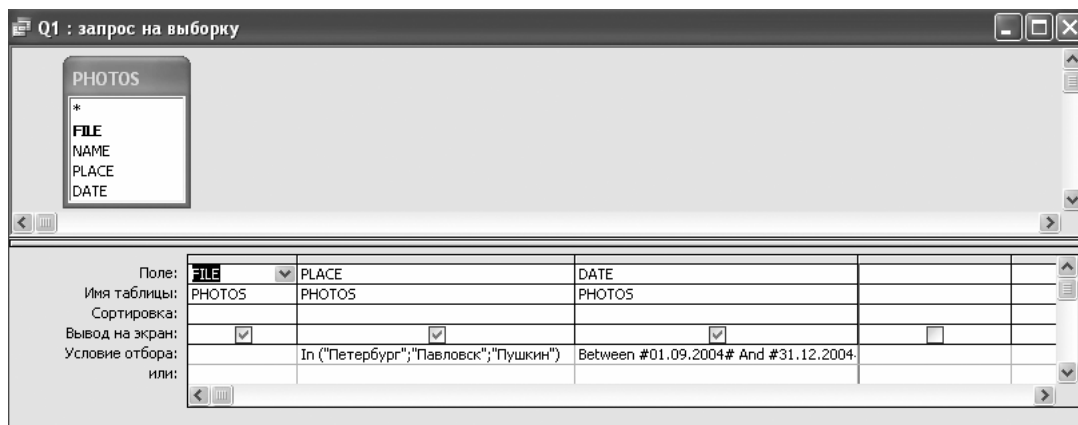 Q1 : запрос на выборку
PHOTOS
*
FILE
NAME
PLACE
DATE
Поле: FILE PLACE DATE
Имя таблицы: PHOTOS PHOTOS PHOTOS
Сортировка:
Вывод на экран:
Условие отбора: In ("Петербург";"Павловск";"Пушкин") Between #01.09.2004# And #31.12.2004
или: